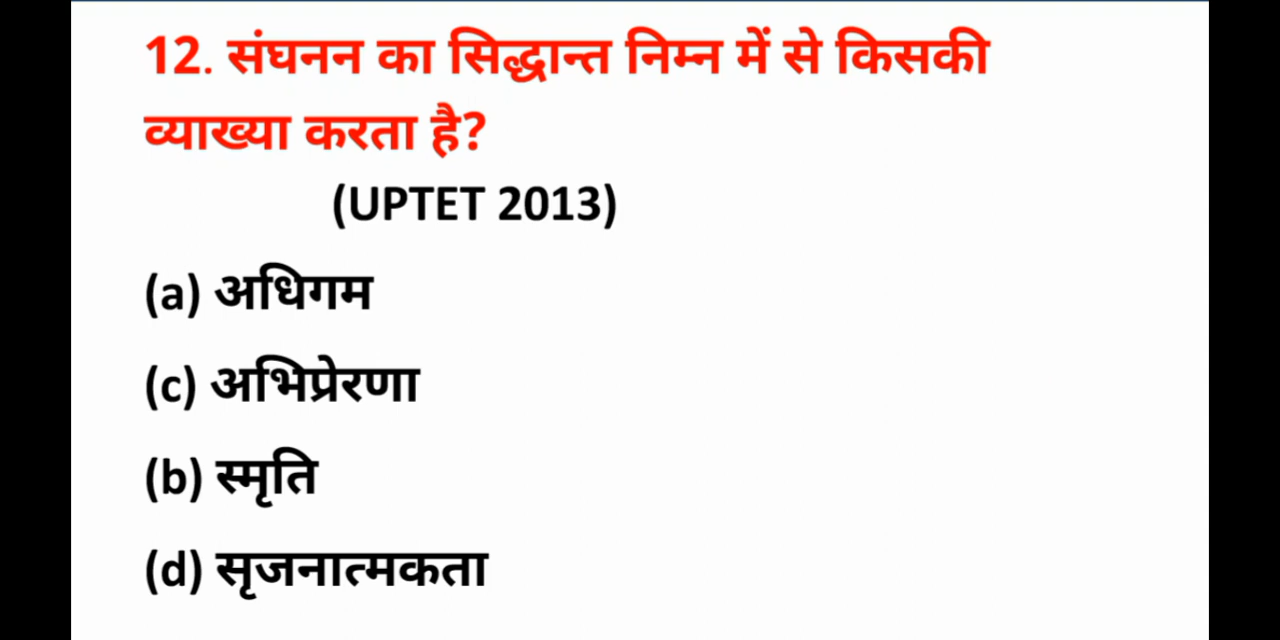 12. संघनन का सिद्धान्त निम्न में से किसकी
व्याख्या करता है?
(UPTET 2013)
(a) अधिगम
(c) अभिप्रेरणा
(b) स्मृति
(d) सृजनात्मकता